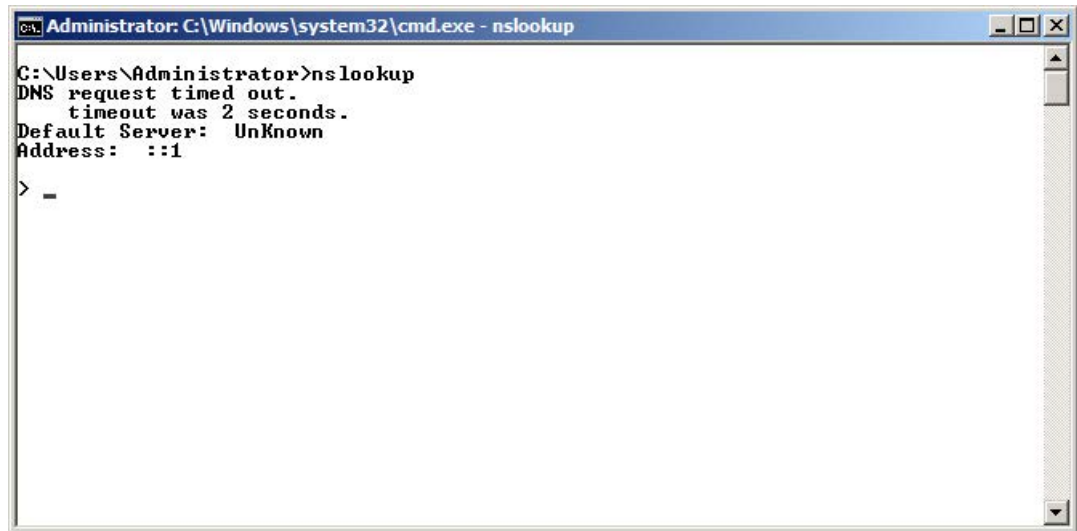 Administrator: C:\Windows\system32\cmd.exe - nslookup
C:\Users\Administrator>nslookup
DNS request timed out.
    timeout was 2 seconds.
Default Server:  UnKnown
Address:  ::1
> _